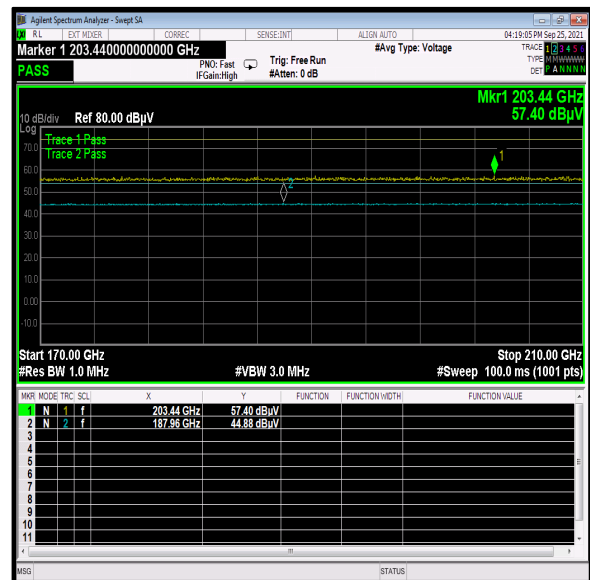 Agilent Spectrum Analyzer - Swept SA
RL EXT MIXER CORREC SENSE:INT ALIGN AUTO 04:19:05 PM Sep 25, 2021
Marker 1 203.440000000000 GHz
#Avg Type: Voltage
TRACE 1 2 3 4 5 6
TYPE MMWWWW
DET P A N N N N
PASS
PNO: Fast
IFGain:High
Trig: Free Run
#Atten: 0 dB
Mkr1 203.44 GHz
57.40 dBµV
10 dB/div Ref 80.00 dBµV
Log
Trace 1 Pass
Trace 2 Pass
70.0
60.0
50.0
40.0
30.0
20.0
10.0
0.00
-10.0
1
2
Start 170.00 GHz
Stop 210.00 GHz
#Res BW 1.0 MHz
#VBW 3.0 MHz
#Sweep 100.0 ms (1001 pts)
MKR MODE TRC SCL X Y FUNCTION FUNCTION WIDTH FUNCTION VALUE
1 N 1 f 203.44 GHz 57.40 dBµV
2 N 2 f 187.96 GHz 44.88 dBµV
3
4
5
6
7
8
9
10
11
MSG STATUS